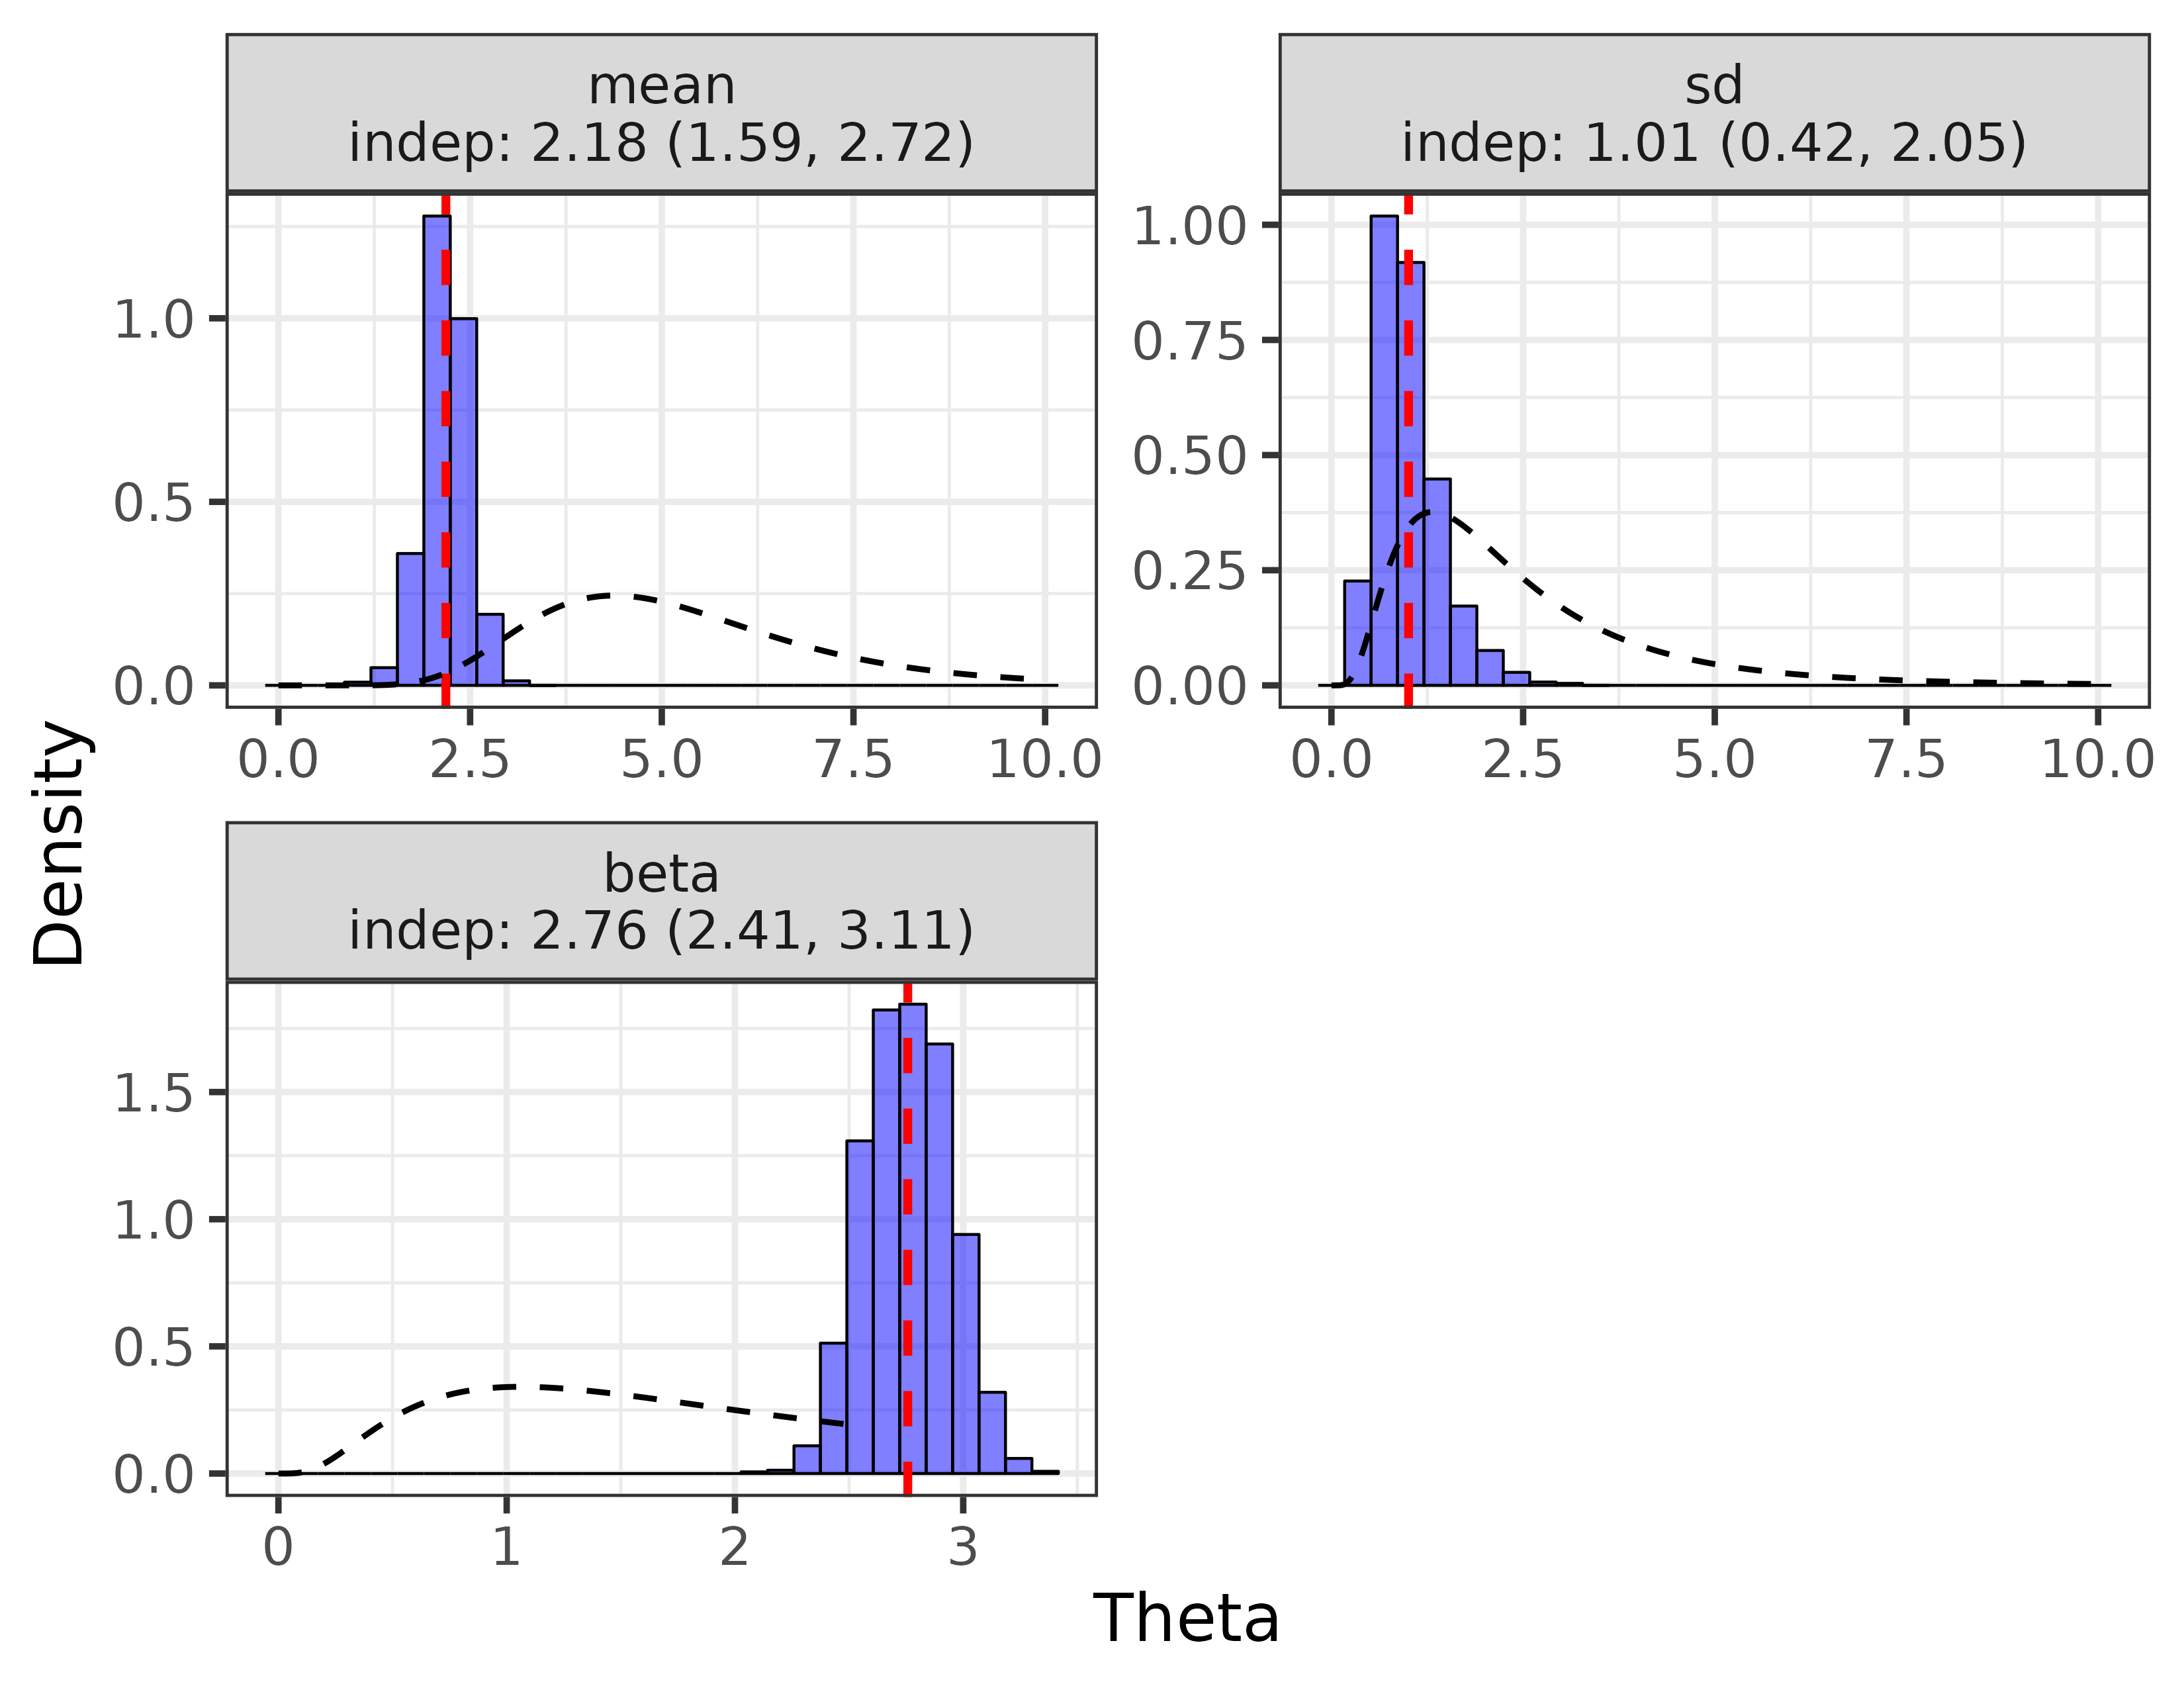 mean
indep: 2.18 (1.59, 2.72)
sd
indep: 1.01 (0.42, 2.05)
1.0
0.5
0.0
1.00
0.75
0.50
0.25
0.00
0.0 2.5 5.0 7.5 10.0
0.0 2.5 5.0 7.5 10.0
Density
beta
indep: 2.76 (2.41, 3.11)
1.5
1.0
0.5
0.0
0 1 2 3
Theta